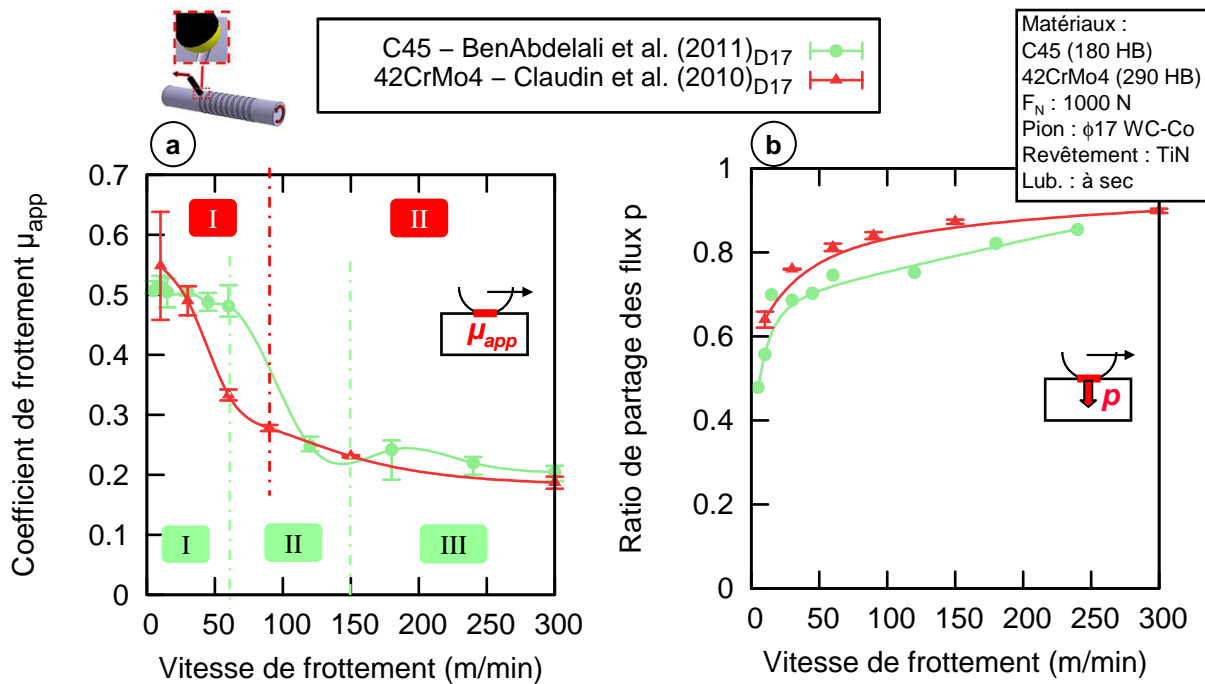 C45 – BenAbdelali et al. (2011)D17
42CrMo4 – Claudin et al. (2010)D17
Matériaux :
C45 (180 HB)
42CrMo4 (290 HB)
FN : 1000 N
Pion : ϕ17 WC-Co
Revêtement : TiN
Lub. : à sec
a
Coefficient de frottement µapp
0.7
0.6
0.5
0.4
0.3
0.2
0.1
0
I
II
µapp
I
II
III
0 50 100 150 200 250 300
Vitesse de frottement (m/min)
b
Ratio de partage des flux p
1
0.8
0.6
0.4
0.2
0
p
0 50 100 150 200 250 300
Vitesse de frottement (m/min)